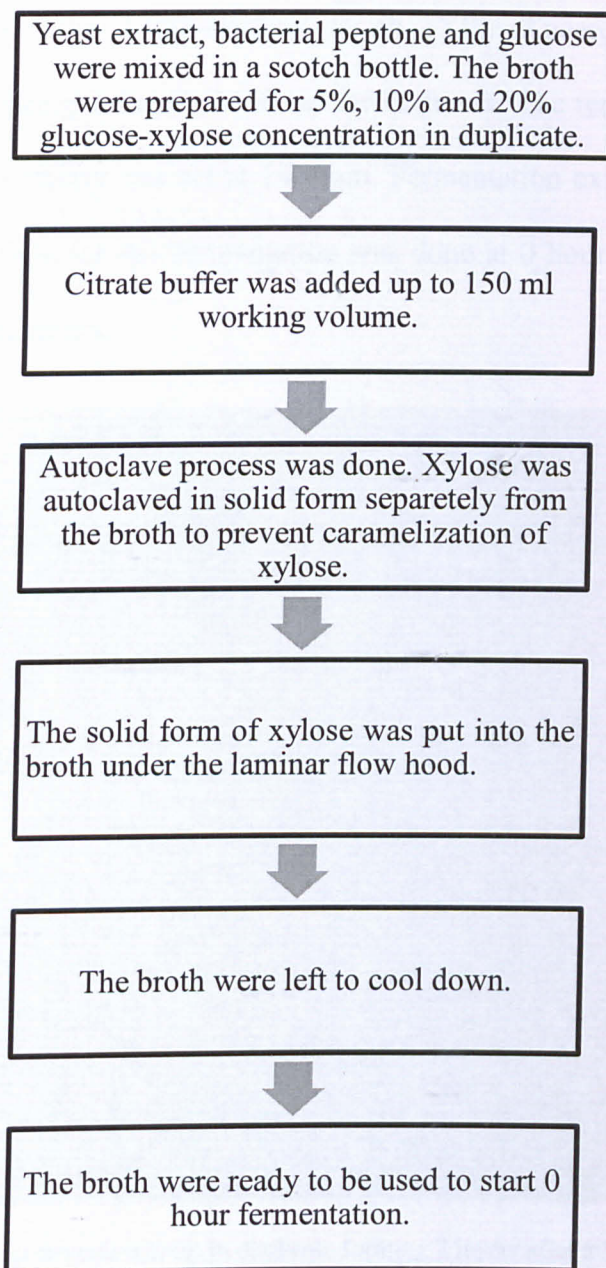 Yeast extract, bacterial peptone and glucose
were mixed in a scotch bottle. The broth
were prepared for 5%, 10% and 20%
glucose-xylose concentration in duplicate.
Citrate buffer was added up to 150 ml
working volume.
Autoclave process was done. Xylose was
autoclaved in solid form separetely from
the broth to prevent caramelization of
xylose.
The solid form of xylose was put into the
broth under the laminar flow hood.
The broth were left to cool down.
The broth were ready to be used to start 0
hour fermentation.